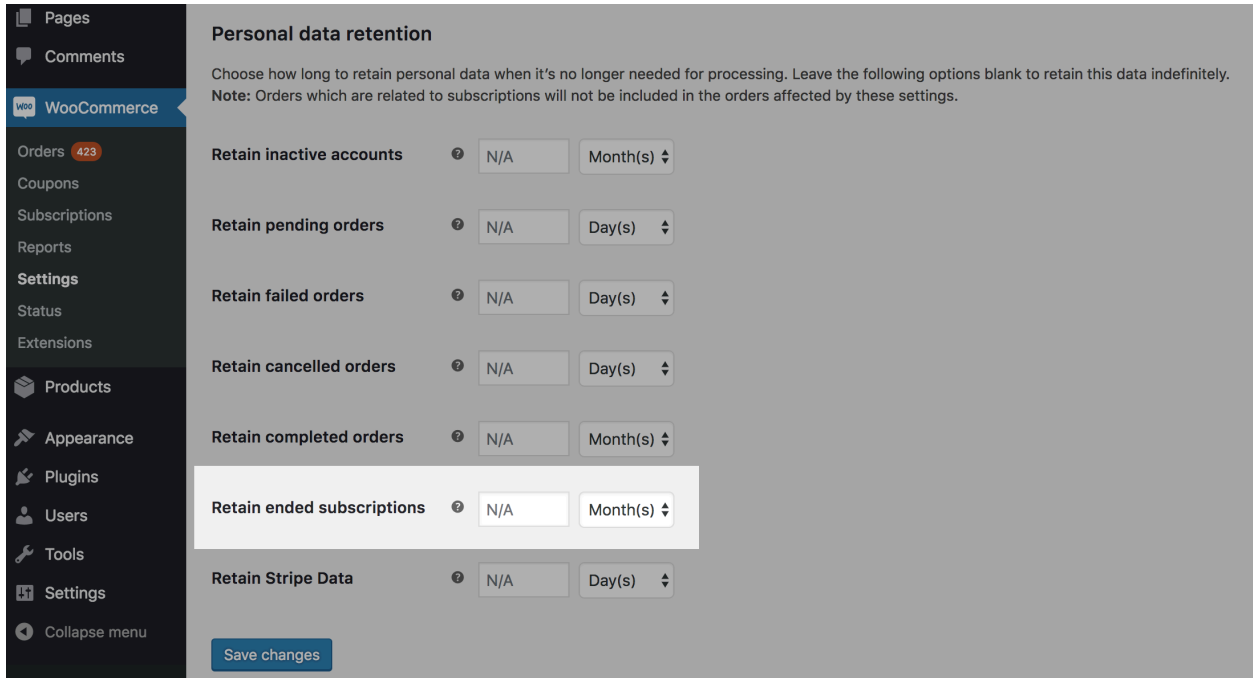 Pages
Comments
WOO WooCommerce
Orders 423
Coupons
Subscriptions
Reports
Settings
Status
Extensions
Products
Appearance
Plugins
Users
Tools
Settings
Collapse menu
Personal data retention
Choose how long to retain personal data when it's no longer needed for processing. Leave the following options blank to retain this data indefinitely.
Note: Orders which are related to subscriptions will not be included in the orders affected by these settings.
Retain inactive accounts ? N/A Month(s)
Retain pending orders ? N/A Day(s)
Retain failed orders ? N/A Day(s)
Retain cancelled orders ? N/A Day(s)
Retain completed orders ? N/A Month(s)
Retain ended subscriptions ? N/A Month(s)
Retain Stripe Data ? N/A Day(s)
Save changes